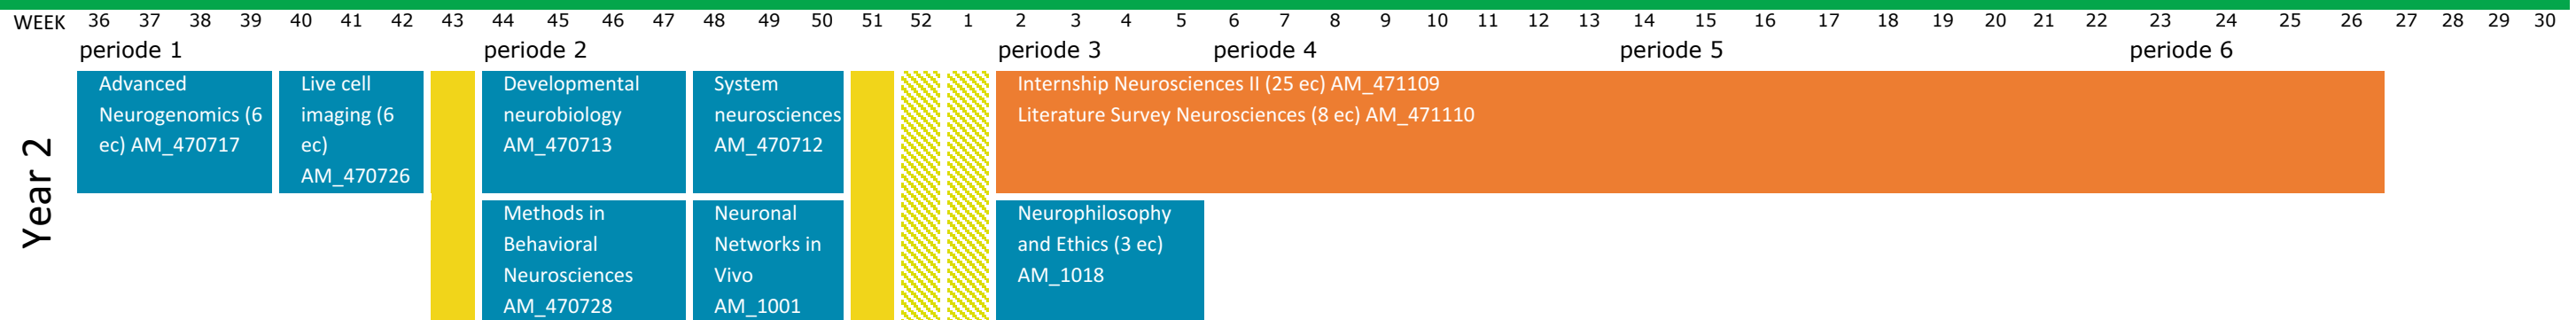 WEEK 36 37 38 39 40 41 42 43 44 45 46 47 48 49 50 51 52 1 2 3 4 5 6 7 8 9 10 11 12 13 14 15 16 17 18 19 20 21 22 23 24 25 26 27 28 29 30
periode 1 periode 2 periode 3 periode 4 periode 5 periode 6
Year 2
Advanced
Neurogenomics (6
ec) AM_470717
Live cell
imaging (6
ec)
AM_470726
Developmental
neurobiology
AM_470713
System
neurosciences
AM_470712
Internship Neurosciences II (25 ec) AM_471109
Literature Survey Neurosciences (8 ec) AM_471110
Methods in
Behavioral
Neurosciences
AM_470728
Neuronal
Networks in
Vivo
AM_1001
Neurophilosophy
and Ethics (3 ec)
AM_1018